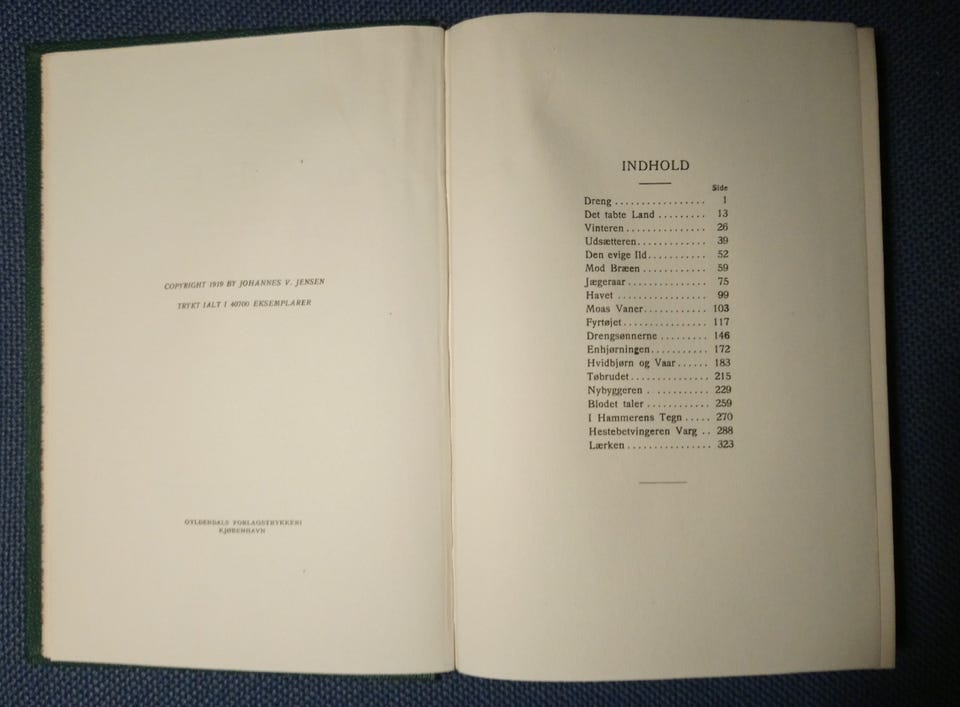 COPYRIGHT 1919 BY JOHANNES V. JENSEN
TRYKT IALT I 40700 EKSEMPLARER
GYLDENDALS FORLAGSTRYKKERI
KJØBENHAVN
INDHOLD
Side
Dreng ................. 1
Det tabte Land ......... 13
Vinteren ............... 26
Udsætteren ............. 39
Den evige Ild ........... 52
Mod Bræen ............ 59
Jægeraar ............... 75
Havet ................. 99
Moas Vaner ............ 103
Fyrtøjet ................ 117
Drengsønnerne ......... 146
Enhjørningen ........... 172
Hvidbjørn og Vaar ...... 183
Tøbrudet ............... 215
Nybyggeren ............ 229
Blodet taler ............ 259
I Hammerens Tegn ..... 270
Hestebetvingeren Varg .. 288
Lærken ................ 323